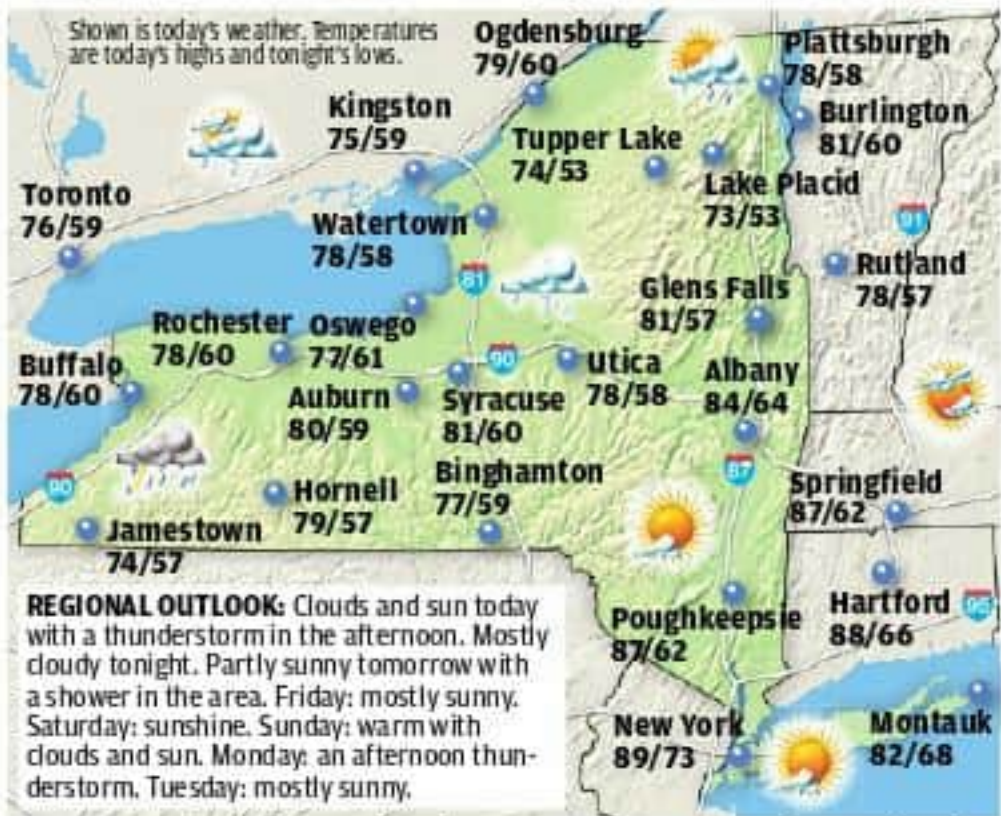 Shown is today's weather. Temperatures
are today's highs and tonight's lows.
Ogdensburg
79/60
Plattsburgh
78/58
Kingston
75/59
Burlington
81/60
Tupper Lake
74/53
Lake Placid
73/53
Toronto
76/59
Watertown
78/58
91
81
Rutland
78/57
Glens Falls
81/57
Rochester
78/60
Oswego
77/61
Buffalo
78/60
90
Utica
78/58
Albany
84/64
Auburn
80/59
Syracuse
81/60
Binghamton
77/59
87
90
Hornell
79/57
Springfield
87/62
Jamestown
74/57
Poughkeepsie
87/62
Hartford
88/66
95
REGIONAL OUTLOOK: Clouds and sun today
with a thunderstorm in the afternoon. Mostly
cloudy tonight. Partly sunny tomorrow with
a shower in the area. Friday: mostly sunny.
Saturday: sunshine. Sunday: warm with
clouds and sun. Monday: an afternoon thun-
derstorm. Tuesday: mostly sunny.
New York
89/73
Montauk
82/68